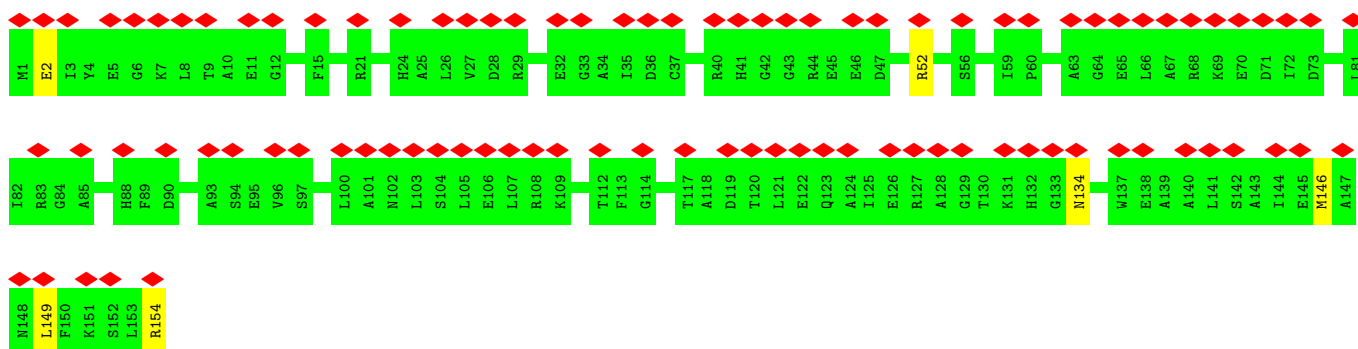 M1 E2 I3 Y4 E5 G6 K7 L8 T9 A10 E11 G12 F15 R21 H24 A25 L26 V27 D28 R29 E32 G33 A34 I35 D36 C37 R40 H41 G42 G43 R44 E45 E46 D47 R52 S56 I59 P60 A63 G64 E65 L66 A67 R68 K69 E70 D71 I72 D73 L81
I82 R83 G84 A85 H88 F89 D90 A93 S94 E95 V96 S97 L100 A101 N102 L103 S104 L105 E106 L107 R108 K109 T112 F113 G114 T117 A118 D119 T120 L121 E122 Q123 A124 I125 E126 R127 A128 G129 T130 K131 H132 G133 N134 W137 E138 A139 A140 L141 S142 A143 I144 E145 M146 A147
N148 L149 F150 K151 S152 L153 R154